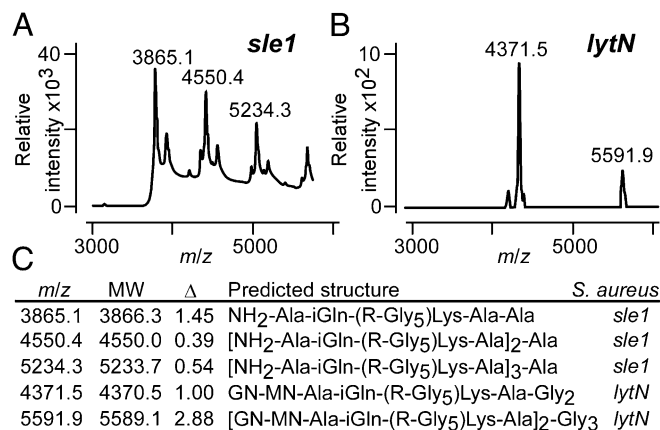 A
sle1
Relative
intensity x10³
40
0
3865.1
4550.4
5234.3
3000
5000
m/z
B
lytN
Relative
intensity x10²
10
0
4371.5
5591.9
3000
5000
m/z
C
m/z MW Δ Predicted structure S. aureus
3865.1 3866.3 1.45 NH₂-Ala-iGln-(R-Gly₅)Lys-Ala-Ala sle1
4550.4 4550.0 0.39 [NH₂-Ala-iGln-(R-Gly₅)Lys-Ala]₂-Ala sle1
5234.3 5233.7 0.54 [NH₂-Ala-iGln-(R-Gly₅)Lys-Ala]₃-Ala sle1
4371.5 4370.5 1.00 GN-MN-Ala-iGln-(R-Gly₅)Lys-Ala-Gly₂ lytN
5591.9 5589.1 2.88 [GN-MN-Ala-iGln-(R-Gly₅)Lys-Ala]₂-Gly₃ lytN